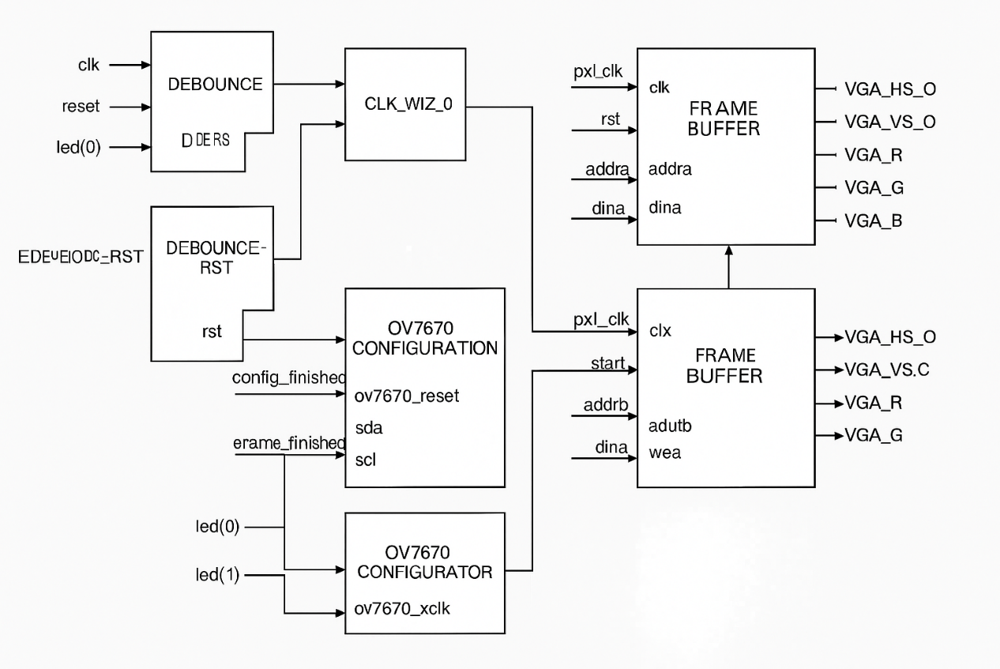 clk
reset
led(0)
DEBOUNCE
D DERS
CLK_WIZ_0
DEBOUNCE-
RST
rst
OV7670
CONFIGURATION
config_finished
ov7670_reset
sda
erame_finished
scl
led(0)
led(1)
OV7670
CONFIGURATOR
ov7670_xclk
pxl_clk
rst
addra
dina
clk
FRAME
BUFFER
addra
dina
VGA_HS_O
VGA_VS_O
VGA_R
VGA_G
VGA_B
pxl_clk
start
addrb
dina
clx
FRAME
BUFFER
adutb
wea
VGA_HS_O
VGA_VS.C
VGA_R
VGA_G